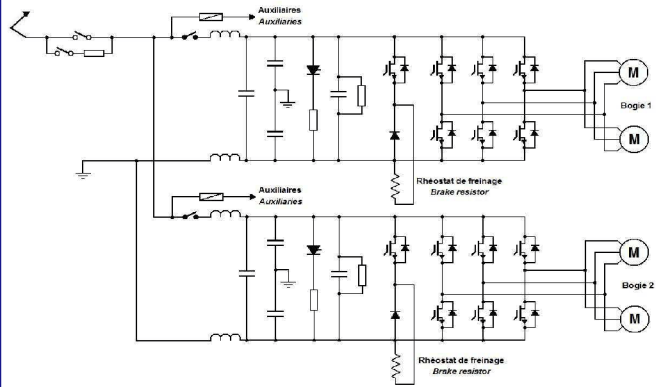 Auxiliaires
Auxiliaries
M
Bogie 1
M
Rhéostat de freinage
Brake resistor
Auxiliaires
Auxiliaries
M
Bogie 2
M
Rhéostat de freinage
Brake resistor